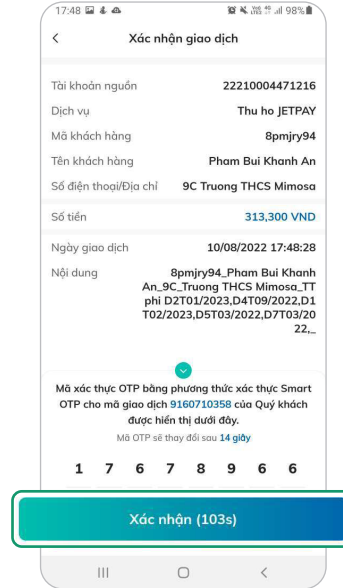 17:48 98%
Xác nhận giao dịch
Tài khoản nguồn 22210004471216
Dịch vụ Thu ho JETPAY
Mã khách hàng 8pmjry94
Tên khách hàng Pham Bui Khanh An
Số điện thoại/Địa chỉ 9C Truong THCS Mimosa
Số tiền 313,300 VND
Ngày giao dịch 10/08/2022 17:48:28
Nội dung 8pmjry94_Pham Bui Khanh
An_9C_Truong THCS Mimosa_TT
phi D2T01/2023,D4T09/2022,D1
T02/2023,D5T03/2022,D7T03/20
22,_
Mã xác thực OTP bằng phương thức xác thực Smart
OTP cho mã giao dịch 9160710358 của Quý khách
được hiển thị dưới đây.
Mã OTP sẽ thay đổi sau 14 giây
1 7 6 7 8 9 6 6
Xác nhận (103s)